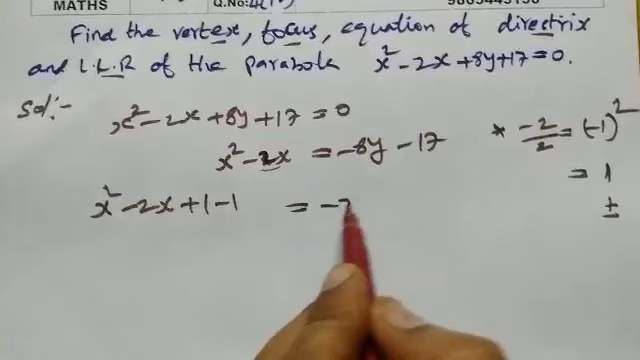 MATHS
Q.No:
Find the vertex, focus, equation of directrix
and L.L.R of the parabola x² - 2x + 8y + 17 = 0.
Sol:-
x² - 2x + 8y + 17 = 0
x² - 2x = -8y - 17
* -2/2 = (-1)²
= 1
±
x² - 2x + 1 - 1 = -